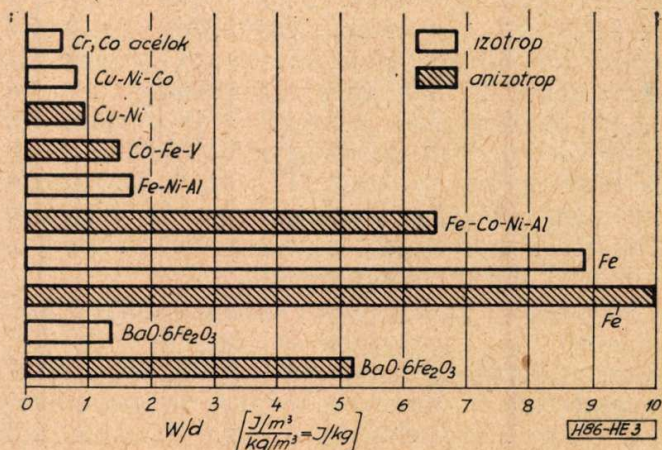 Cr, Co acélok
izotrop
Cu-Ni-Co
anizotrop
Cu-Ni
Co-Fe-V
Fe-Ni-Al
Fe-Co-Ni-Al
Fe
Fe
BaO·6Fe₂O₃
BaO·6Fe₂O₃
0 1 2 3 4 5 6 7 8 9 10
W/d [J/m³ / kg/m³ = J/kg]
H86-HE3